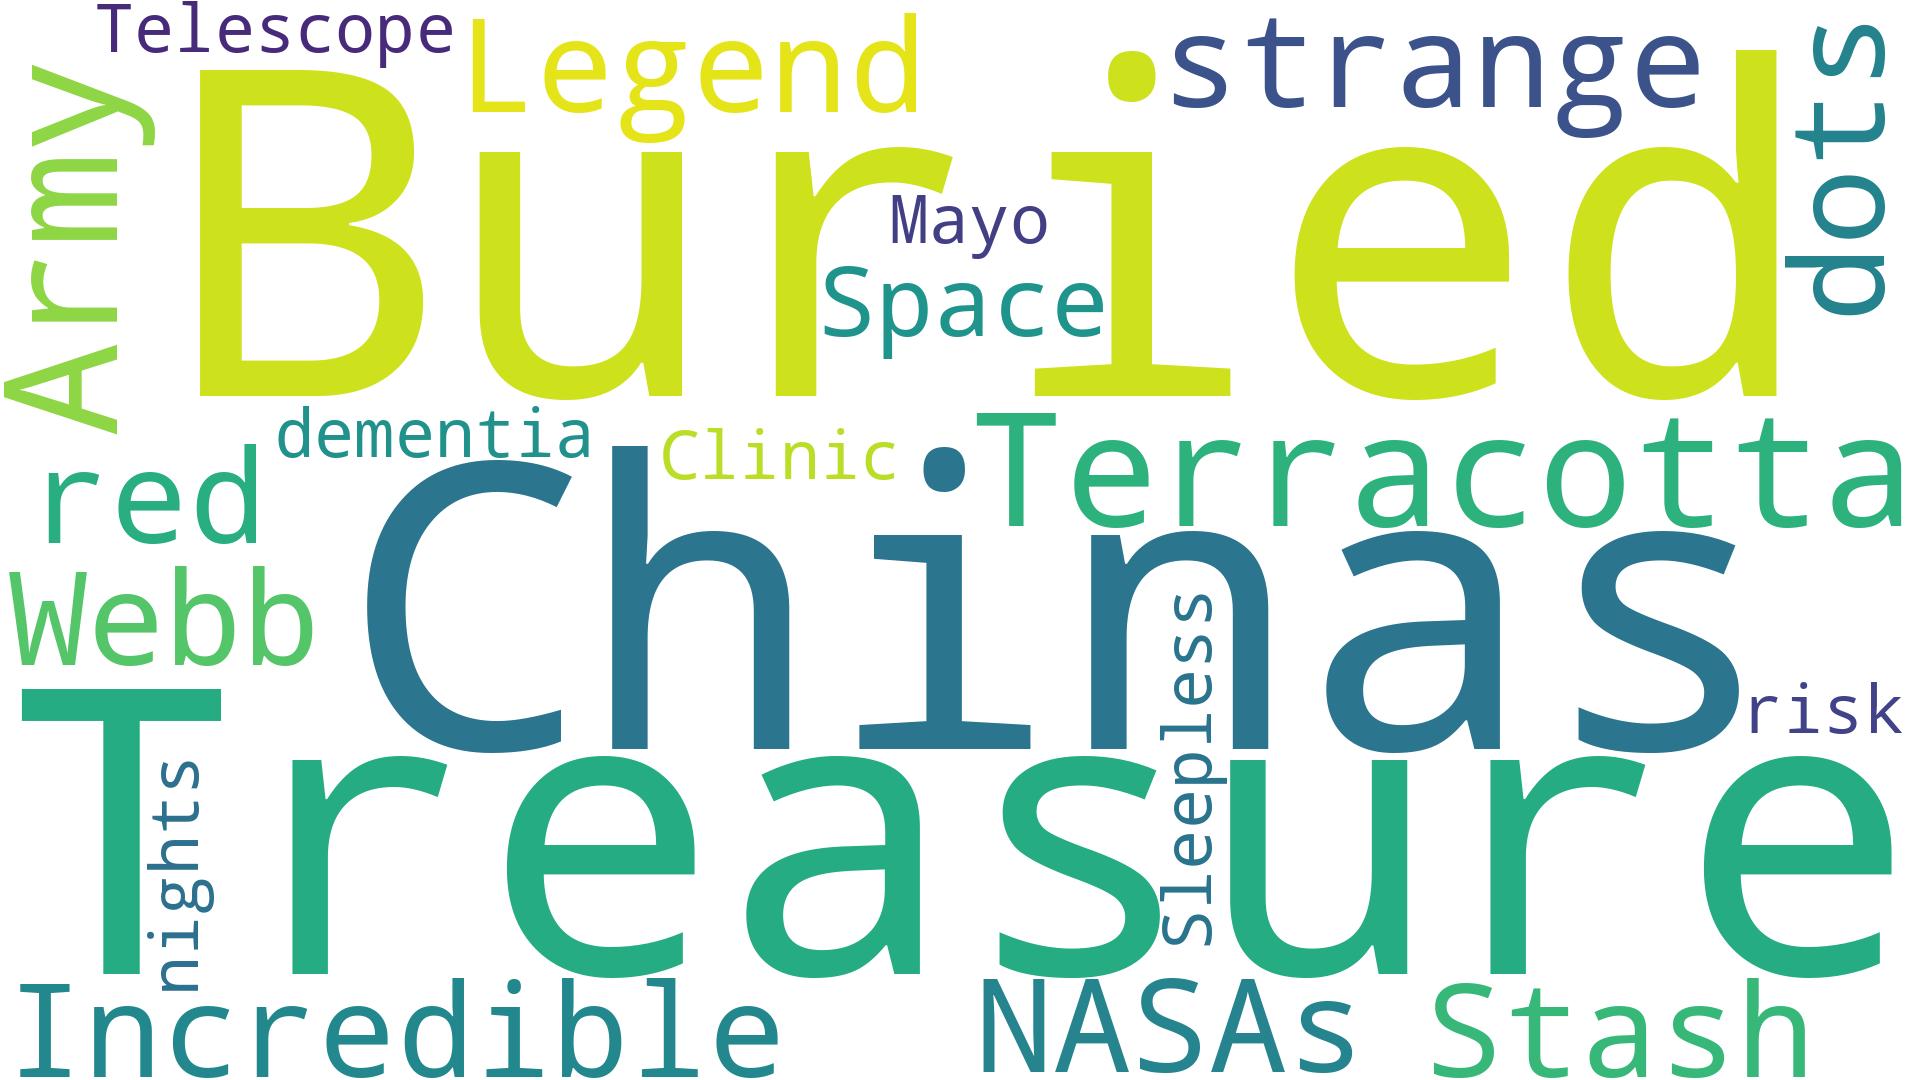 Telescope
Legend
strange
dots
Army
Buried
Mayo
Space
dementia
Clinic
Terracotta
red
Chinas
Webb
Sleepless
risk
Treasure
nights
Incredible
NASAs
Stash